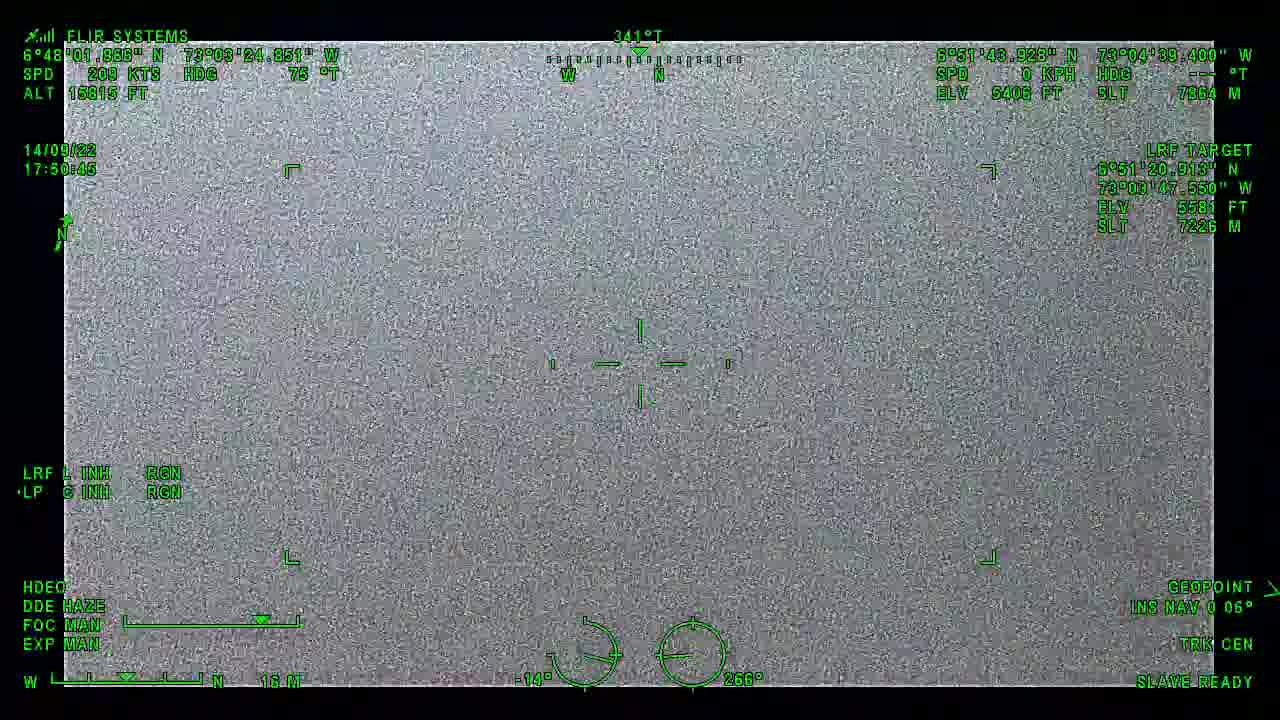 FLIR SYSTEMS
341°T
6°48'01.886" N 73°03'24.851" W
6°51'43.928" N 73°04'39.400" W
SPD 209 KTS HDG 75 °T
W N
SPD 0 KPH HDG --- °T
ALT 15815 FT
ELV 5406 FT SLT 7864 M
14/09/22
LRF TARGET
17:50:45
6°51'20.913" N
73°03'47.550" W
N
ELV 5581 FT
SLT 7226 M
LRF L INH RGN
LP C INH RGN
HDEO
GEOPOINT
DDE HAZE
INS NAV 0.06°
FOC MAN
EXP MAN
TRK CEN
W N 16 M
-14°
266°
SLAVE READY